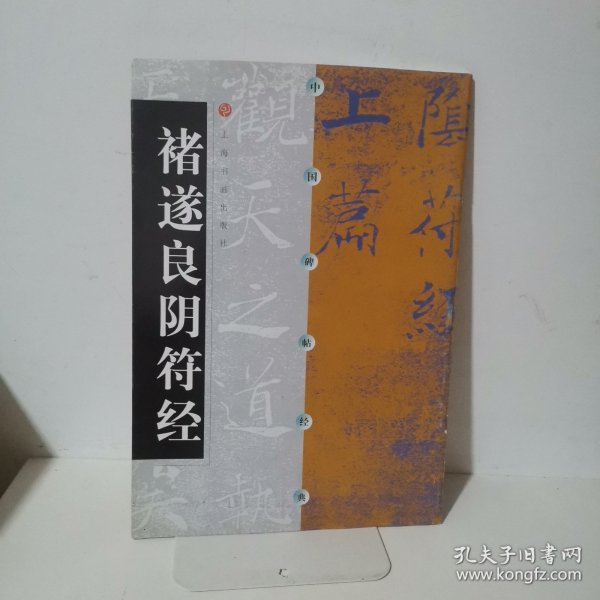 褚遂良阴符经
上海书画出版社
中国碑帖经典
陰符經
上篇
觀天之道執
孔夫子旧书网
www.kongfz.com